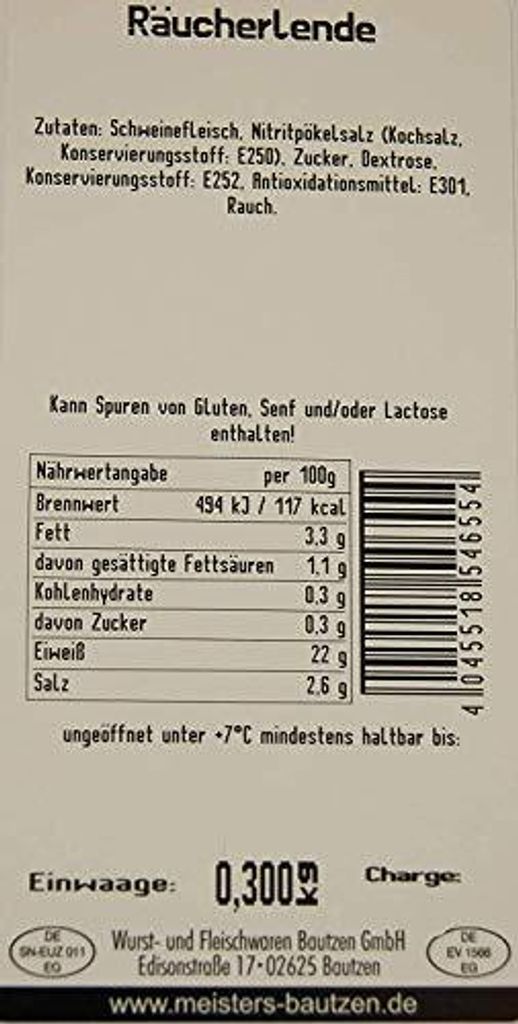 Räucherlende
Zutaten: Schweinefleisch, Nitritpökelsalz (Kochsalz,
Konservierungsstoff: E250), Zucker, Dextrose,
Konservierungsstoff: E252, Antioxidationsmittel: E301,
Rauch.
Kann Spuren von Gluten, Senf und/oder Lactose
enthalten!
Nährwertangabe per 100g
Brennwert 494 kJ / 117 kcal
Fett 3,3 g
davon gesättigte Fettsäuren 1,1 g
Kohlenhydrate 0,3 g
davon Zucker 0,3 g
Eiweiß 22 g
Salz 2,6 g
4 045518 546554
ungeöffnet unter +7°C mindestens haltbar bis:
Einwaage: 0,300kg Charge:
DE
SN-EUZ 011
EG
Wurst- und Fleischwaren Bautzen GmbH
Edisonstraße 17·02625 Bautzen
DE
EV 1566
EG
www.meisters-bautzen.de